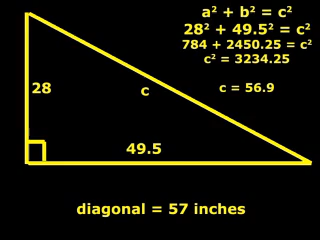 a² + b² = c²
28² + 49.5² = c²
784 + 2450.25 = c²
c² = 3234.25
c = 56.9
28
c
49.5
diagonal = 57 inches